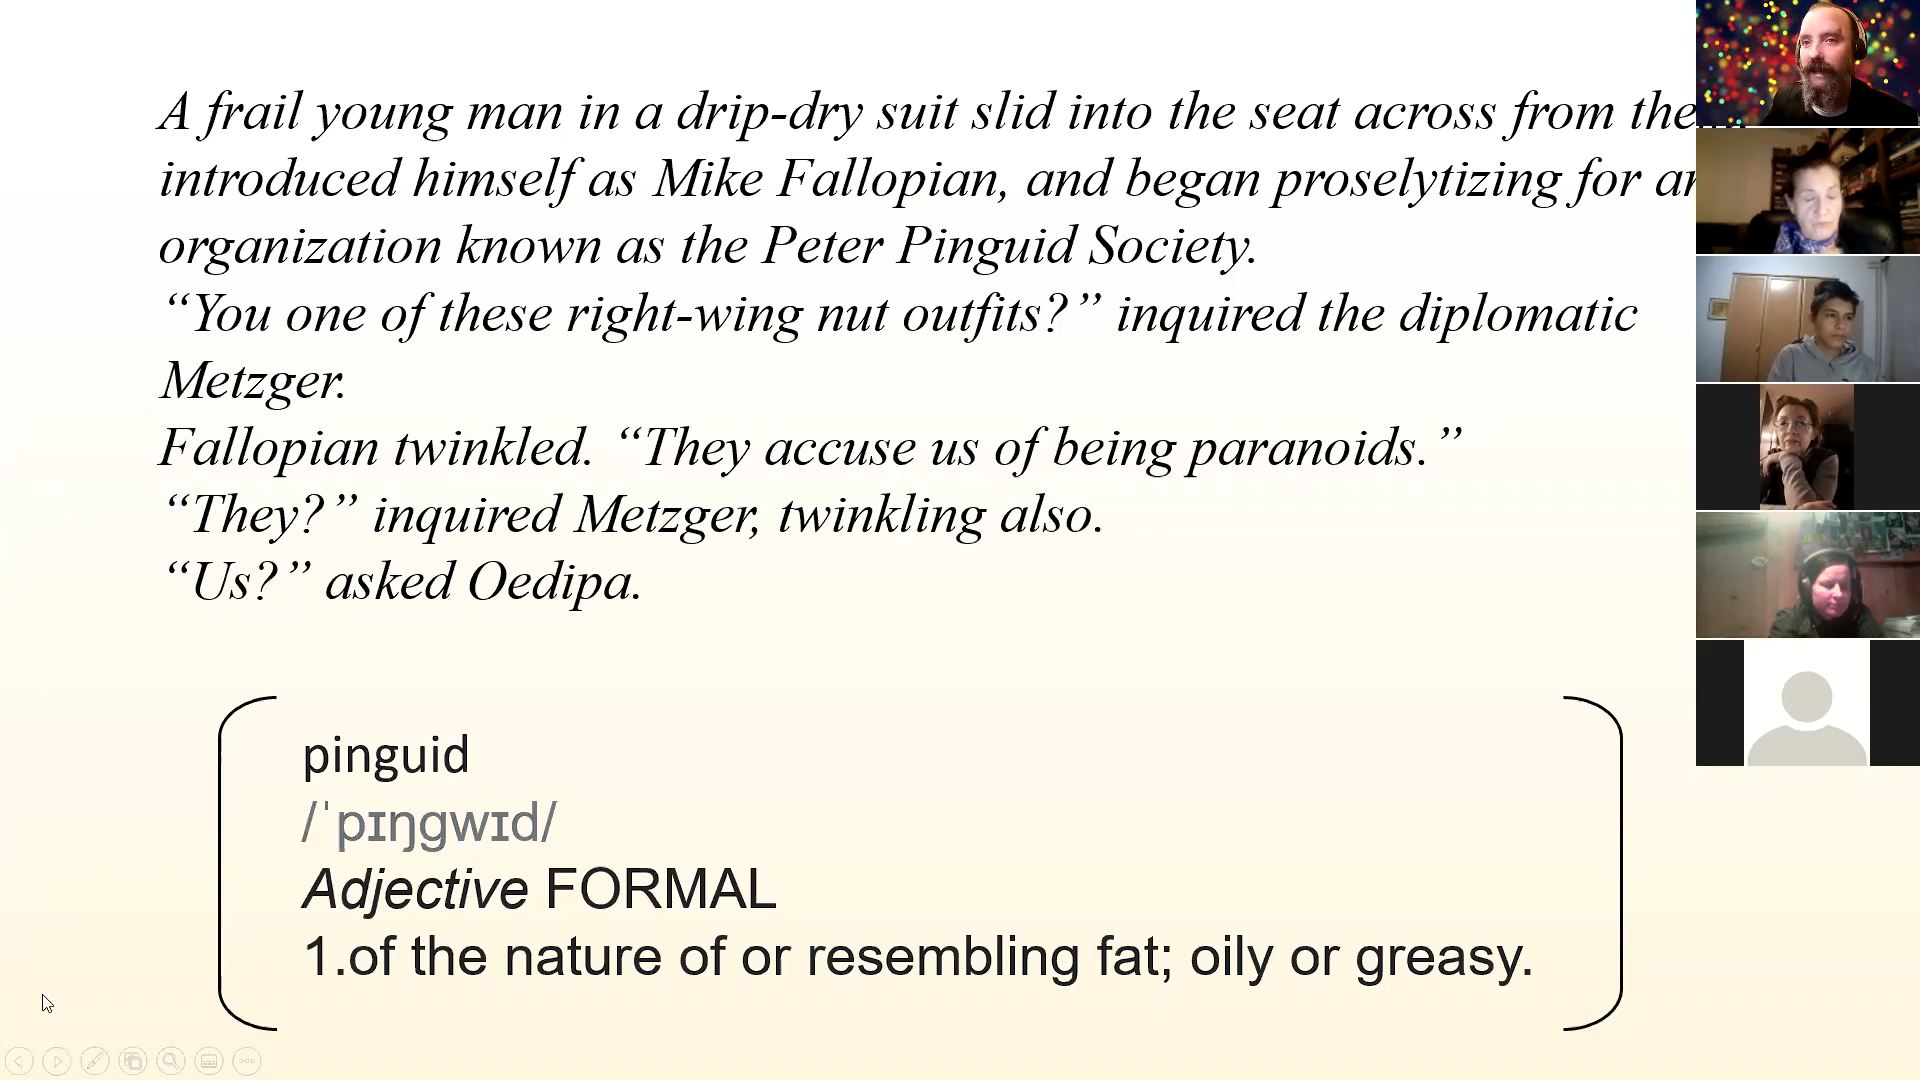 A frail young man in a drip-dry suit slid into the seat across from
introduced himself as Mike Fallopian, and began proselytizing for
organization known as the Peter Pinguid Society.
“You one of these right-wing nut outfits?” inquired the diplomatic
Metzger.
Fallopian twinkled. “They accuse us of being paranoids.”
“They?” inquired Metzger, twinkling also.
“Us?” asked Oedipa.
pinguid
/ˈpɪŋɡwɪd/
Adjective FORMAL
1.of the nature of or resembling fat; oily or greasy.